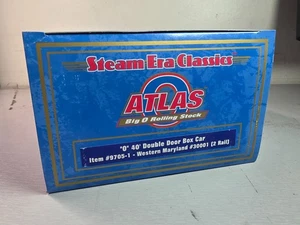 Steam Era Classics
ATLAS
Big O Rolling Stock
"O" 40' Double Door Box Car
Item #9705-1 - Western Maryland #30001 (2 Rail)